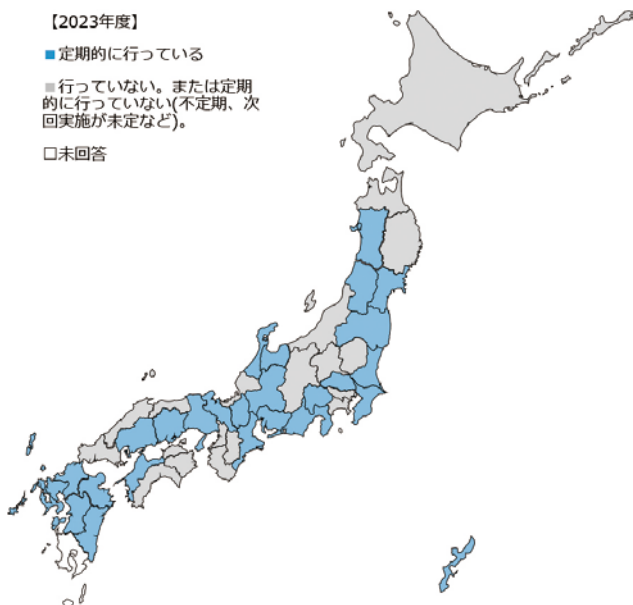 【2023年度】
■定期的に行っている
■行っていない。または定期
的に行っていない(不定期、次
回実施が未定など)。
□未回答